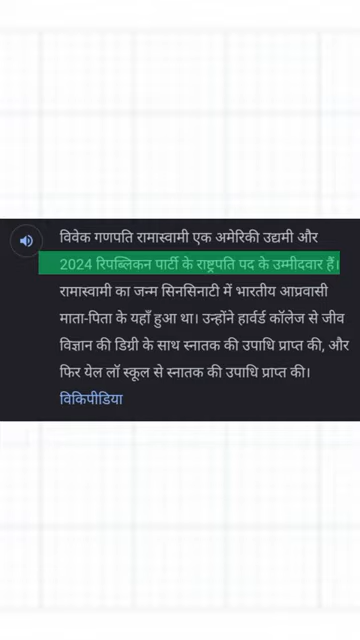 विवेक गणपति रामास्वामी एक अमेरिकी उद्यमी और
2024 रिपब्लिकन पार्टी के राष्ट्रपति पद के उम्मीदवार हैं।
रामास्वामी का जन्म सिनसिनाटी में भारतीय आप्रवासी
माता-पिता के यहाँ हुआ था। उन्होंने हार्वर्ड कॉलेज से जीव
विज्ञान की डिग्री के साथ स्नातक की उपाधि प्राप्त की, और
फिर येल लॉ स्कूल से स्नातक की उपाधि प्राप्त की।
विकिपीडिया